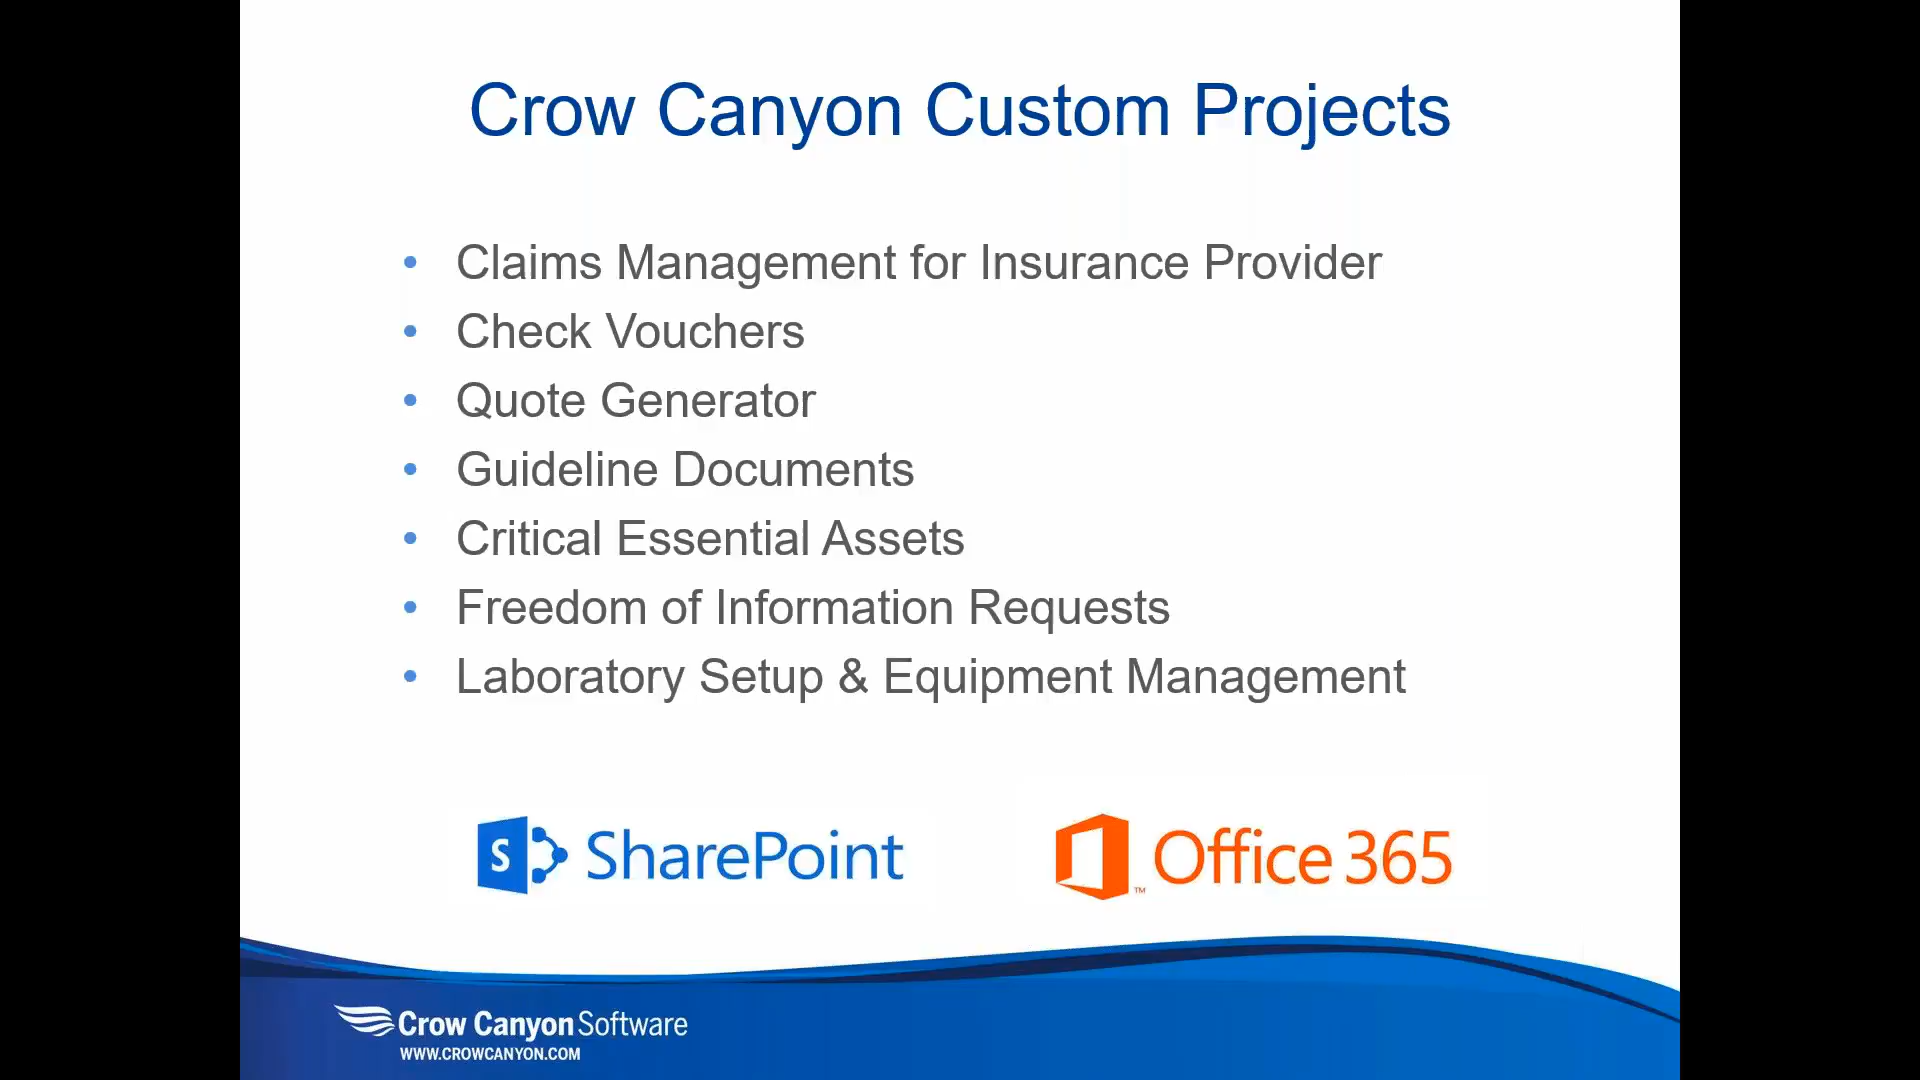 Crow Canyon Custom Projects
• Claims Management for Insurance Provider
• Check Vouchers
• Quote Generator
• Guideline Documents
• Critical Essential Assets
• Freedom of Information Requests
• Laboratory Setup & Equipment Management
S SharePoint
™ Office 365
Crow Canyon Software
WWW.CROWCANYON.COM